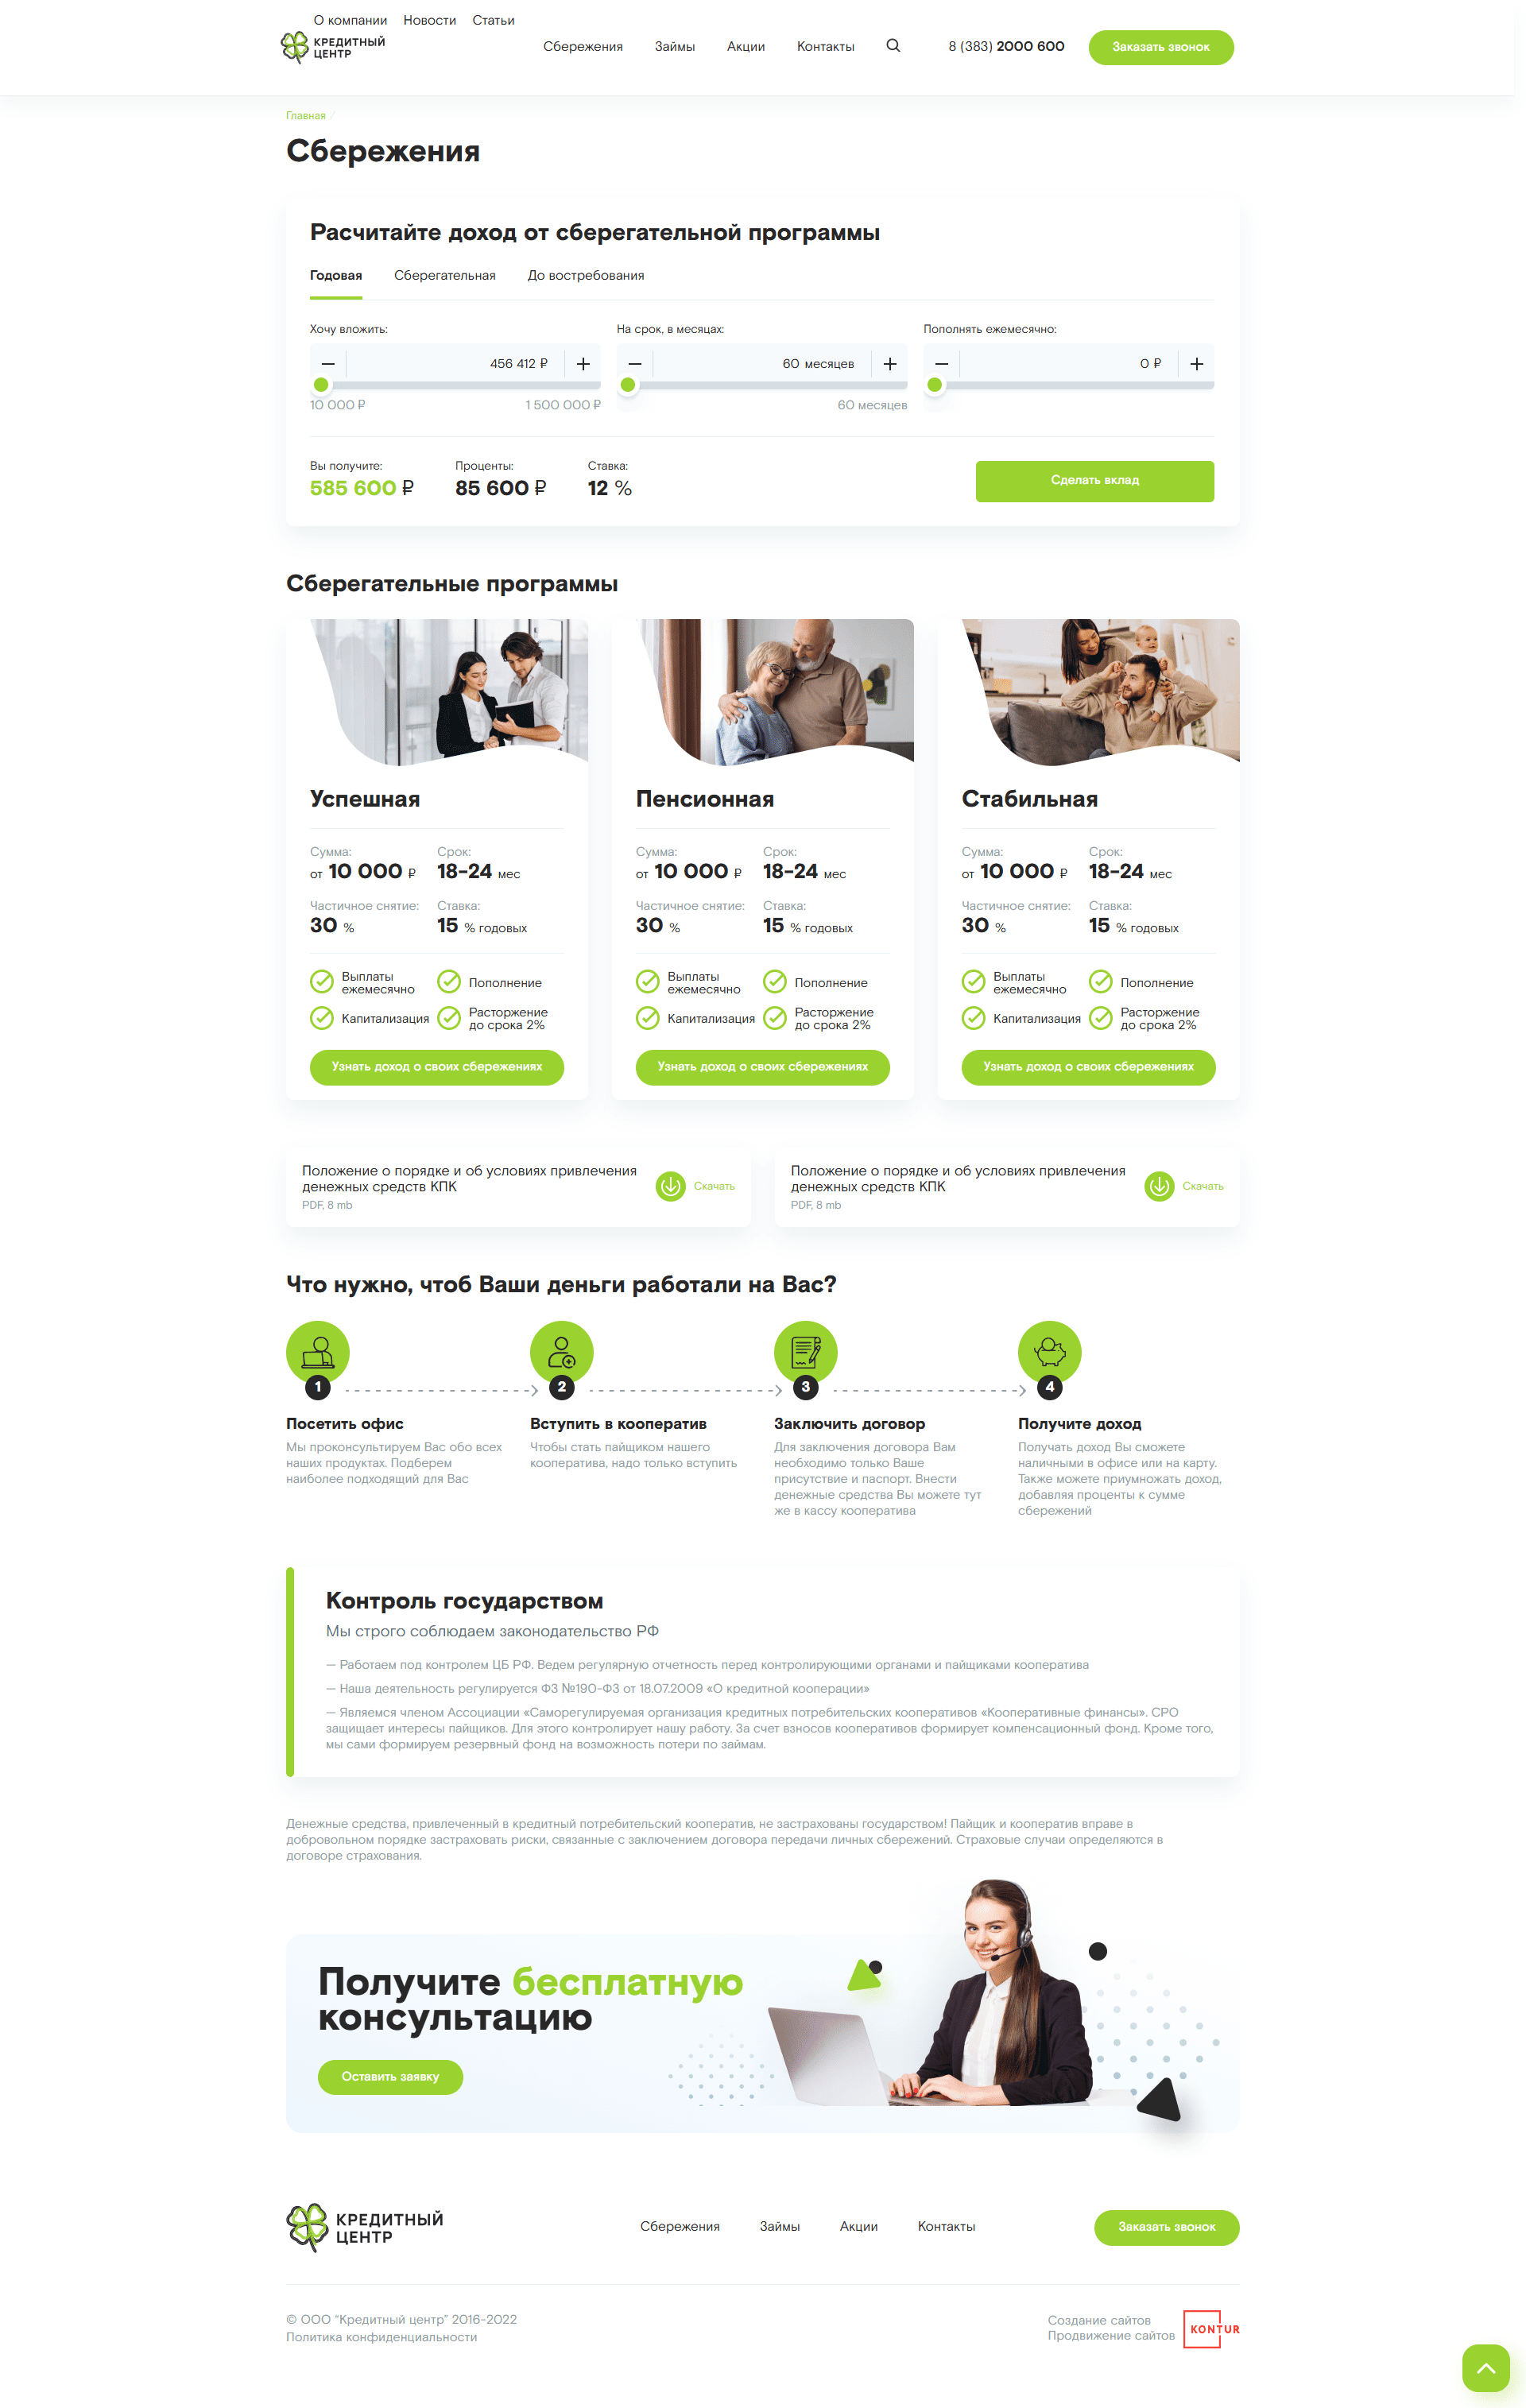 О компании Новости Статьи
КРЕДИТНЫЙ
ЦЕНТР
Сбережения Займы Акции Контакты
8 (383) 2000 600
Заказать звонок
Главная /
Сбережения
Расчитайте доход от сберегательной программы
Годовая Сберегательная До востребования
Хочу вложить: На срок, в месяцах: Пополнять ежемесячно:
— 456 412 ₽ + — 60 месяцев + — 0 ₽ +
10 000 ₽ 1 500 000 ₽ 60 месяцев
Вы получите: Проценты: Ставка:
585 600 ₽ 85 600 ₽ 12 %
Сделать вклад
Сберегательные программы
Успешная
Сумма: Срок:
от 10 000 ₽ 18-24 мес
Частичное снятие: Ставка:
30 % 15 % годовых
Выплаты
ежемесячно
Пополнение
Капитализация
Расторжение
до срока 2%
Узнать доход о своих сбережениях
Пенсионная
Сумма: Срок:
от 10 000 ₽ 18-24 мес
Частичное снятие: Ставка:
30 % 15 % годовых
Выплаты
ежемесячно
Пополнение
Капитализация
Расторжение
до срока 2%
Узнать доход о своих сбережениях
Стабильная
Сумма: Срок:
от 10 000 ₽ 18-24 мес
Частичное снятие: Ставка:
30 % 15 % годовых
Выплаты
ежемесячно
Пополнение
Капитализация
Расторжение
до срока 2%
Узнать доход о своих сбережениях
Положение о порядке и об условиях привлечения
денежных средств КПК
PDF, 8 mb
Скачать
Положение о порядке и об условиях привлечения
денежных средств КПК
PDF, 8 mb
Скачать
Что нужно, чтоб Ваши деньги работали на Вас?
1
Посетить офис
Мы проконсультируем Вас обо всех
наших продуктах. Подберем
наиболее подходящий для Вас
2
Вступить в кооператив
Чтобы стать пайщиком нашего
кооператива, надо только вступить
3
Заключить договор
Для заключения договора Вам
необходимо только Ваше
присутствие и паспорт. Внести
денежные средства Вы можете тут
же в кассу кооператива
4
Получите доход
Получать доход Вы сможете
наличными в офисе или на карту.
Также можете приумножать доход,
добавляя проценты к сумме
сбережений
Контроль государством
Мы строго соблюдаем законодательство РФ
— Работаем под контролем ЦБ РФ. Ведем регулярную отчетность перед контролирующими органами и пайщиками кооператива
— Наша деятельность регулируется ФЗ №190-ФЗ от 18.07.2009 «О кредитной кооперации»
— Являемся членом Ассоциации «Саморегулируемая организация кредитных потребительских кооперативов «Кооперативные финансы». СРО
защищает интересы пайщиков. Для этого контролирует нашу работу. За счет взносов кооперативов формирует компенсационный фонд. Кроме того,
мы сами формируем резервный фонд на возможность потери по займам.
Денежные средства, привлеченный в кредитный потребительский кооператив, не застрахованы государством! Пайщик и кооператив вправе в
добровольном порядке застраховать риски, связанные с заключением договора передачи личных сбережений. Страховые случаи определяются в
договоре страхования.
Получите бесплатную
консультацию
Оставить заявку
КРЕДИТНЫЙ
ЦЕНТР
Сбережения Займы Акции Контакты
Заказать звонок
© ООО “Кредитный центр” 2016-2022
Политика конфиденциальности
Создание сайтов
Продвижение сайтов
KONTUR